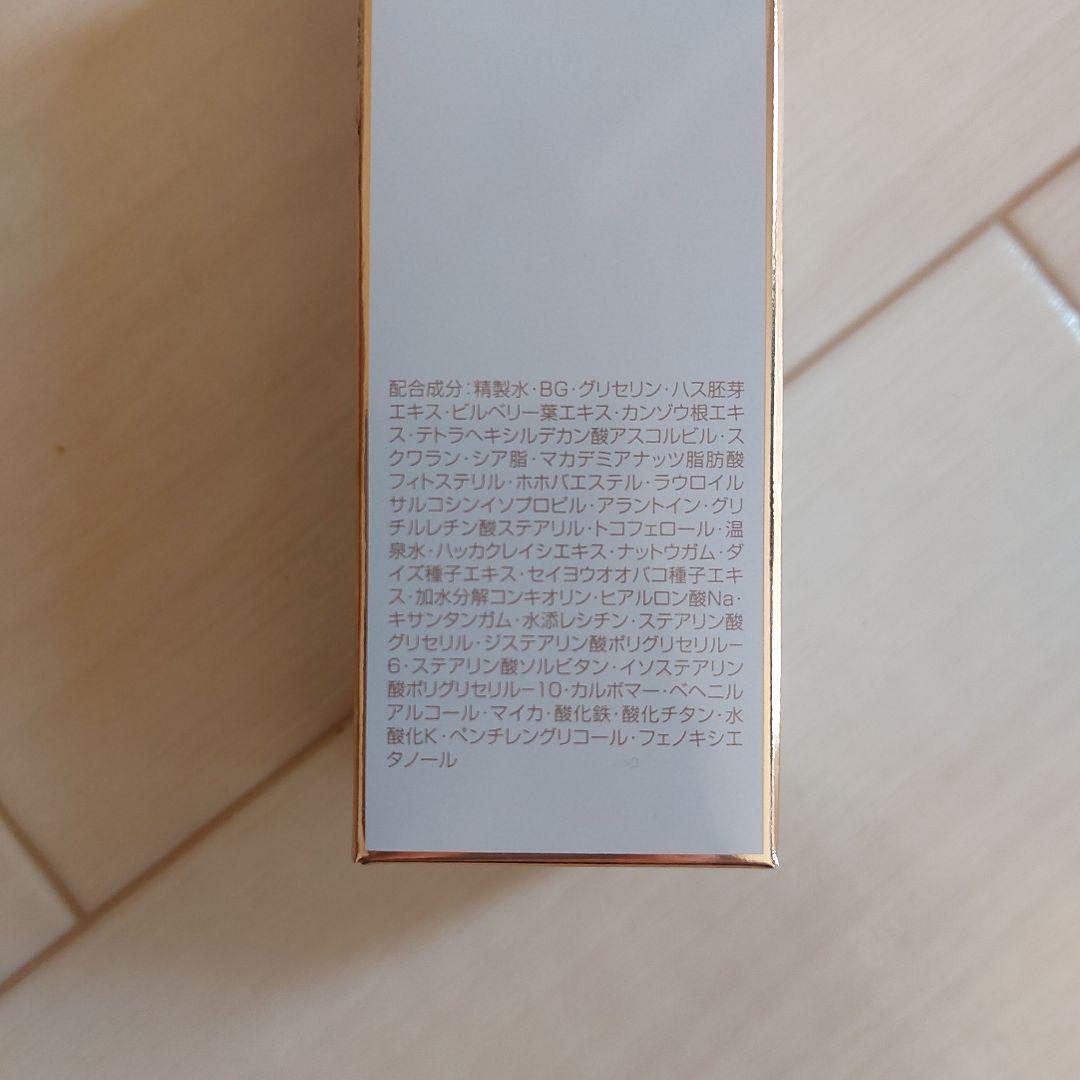 配合成分：精製水・BG・グリセリン・ハス胚芽
エキス・ビルベリー葉エキス・カンゾウ根エキ
ス・テトラヘキシルデカン酸アスコルビル・ス
クワラン・シア脂・マカデミアナッツ脂肪酸
フィトステリル・ホホバエステル・ラウロイル
サルコシンイソプロピル・アラントイン・グリ
チルレチン酸ステアリル・トコフェロール・温
泉水・ハッカクレイシエキス・ナットウガム・ダ
イズ種子エキス・セイヨウオオバコ種子エキ
ス・加水分解コンキオリン・ヒアルロン酸Na・
キサンタンガム・水添レシチン・ステアリン酸
グリセリル・ジステアリン酸ポリグリセリル－
6・ステアリン酸ソルビタン・イソステアリン
酸ポリグリセリル－10・カルボマー・ベヘニル
アルコール・マイカ・酸化鉄・酸化チタン・水
酸化K・ペンチレングリコール・フェノキシエ
タノール